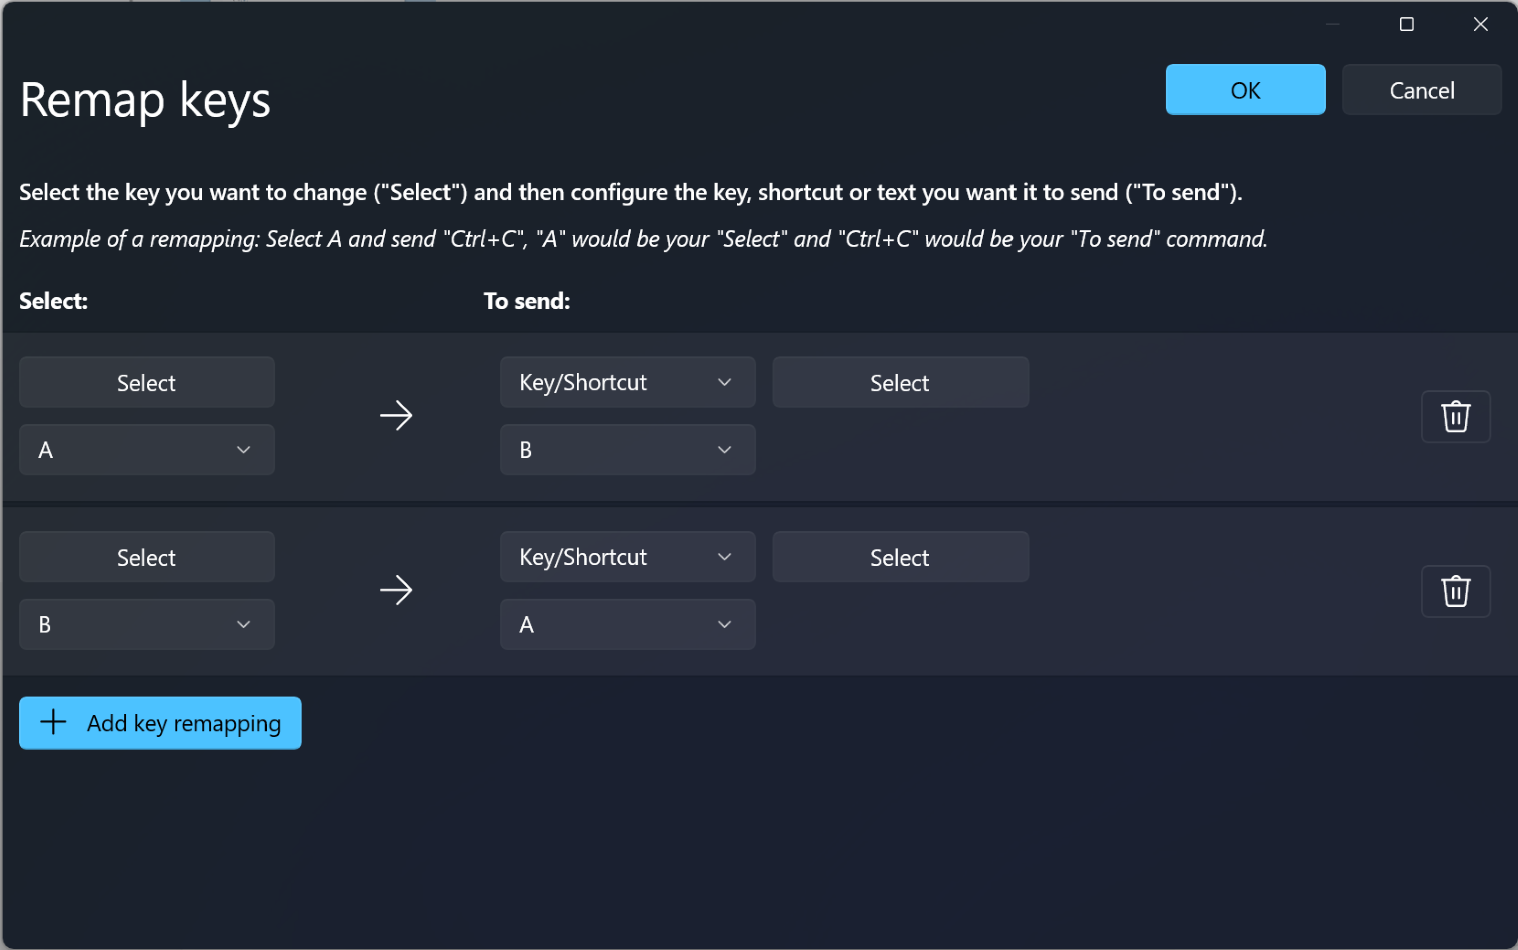 Remap keys
OK
Cancel
Select the key you want to change ("Select") and then configure the key, shortcut or text you want it to send ("To send").
Example of a remapping: Select A and send "Ctrl+C", "A" would be your "Select" and "Ctrl+C" would be your "To send" command.
Select:
To send:
Select
Key/Shortcut
Select
A
B
Select
Key/Shortcut
Select
B
A
Add key remapping